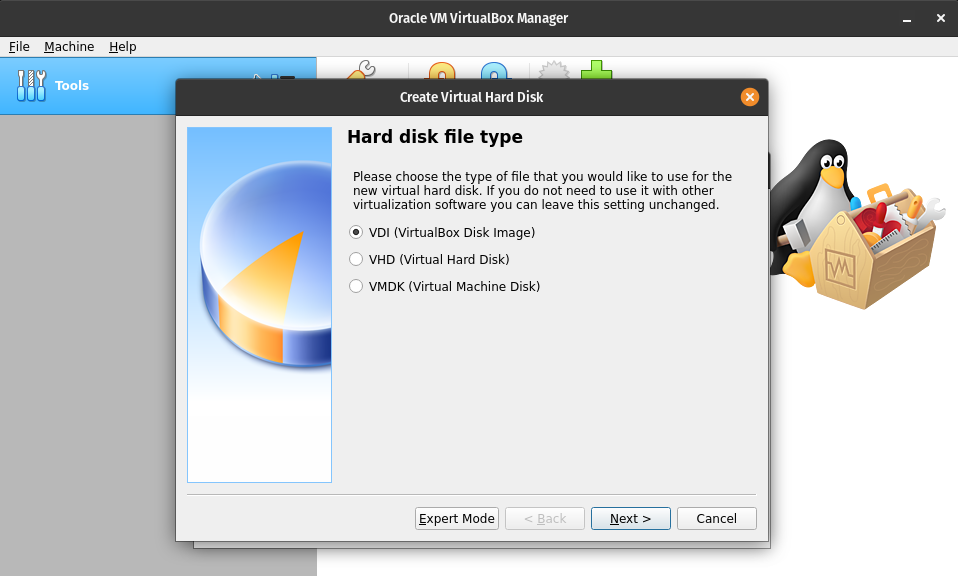 Oracle VM VirtualBox Manager
File Machine Help
Tools
Create Virtual Hard Disk
Hard disk file type
Please choose the type of file that you would like to use for the
new virtual hard disk. If you do not need to use it with other
virtualization software you can leave this setting unchanged.
VDI (VirtualBox Disk Image)
VHD (Virtual Hard Disk)
VMDK (Virtual Machine Disk)
Expert Mode < Back Next > Cancel